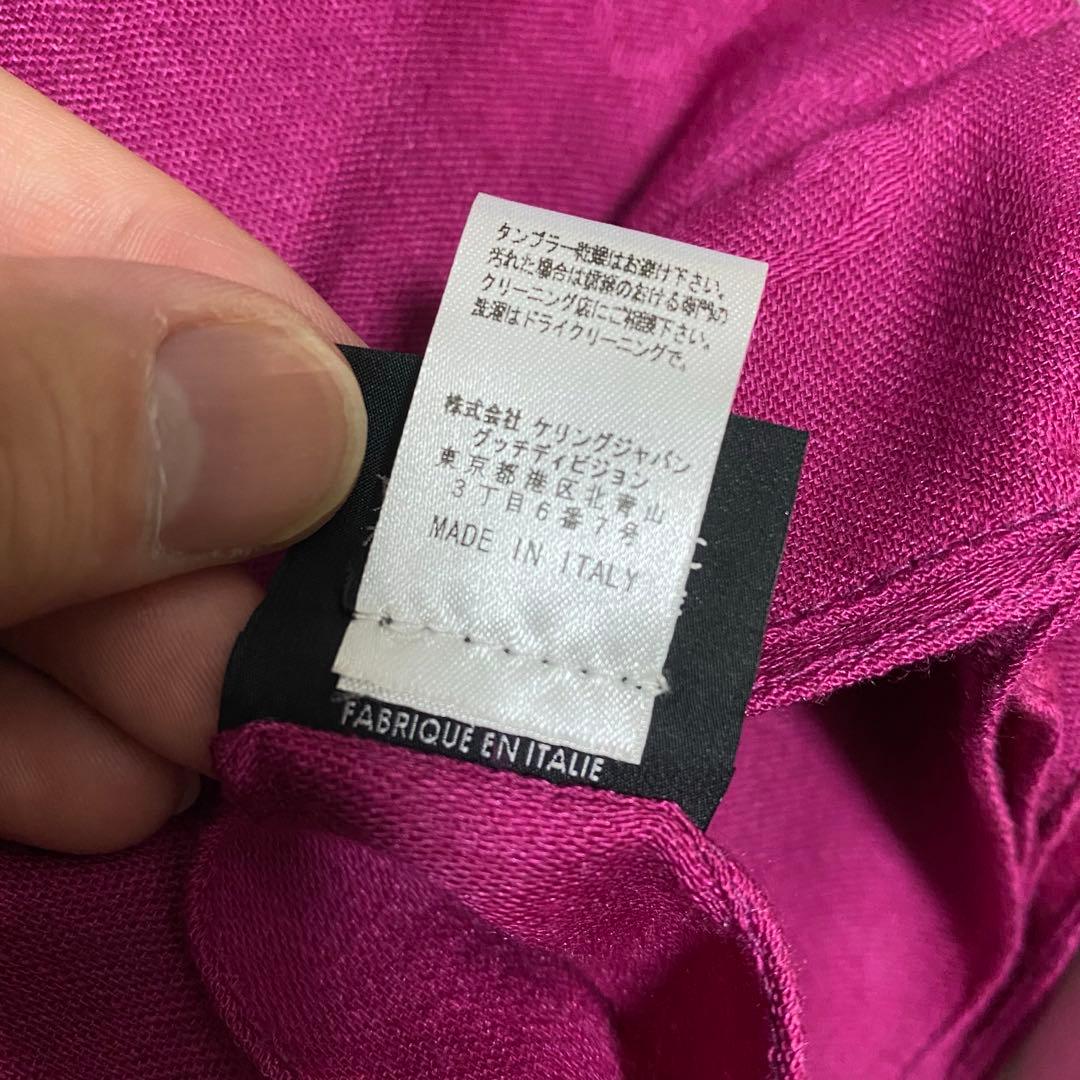 タンブラー乾燥はお避け下さい。
汚れた場合は信頼のおける専門の
クリーニング店にご相談下さい。
洗濯はドライクリーニングで。
株式会社 ケリングジャパン
グッチディビジョン
東京都港区北青山
3丁目6番7号
MADE IN ITALY
FABRIQUE EN ITALIE